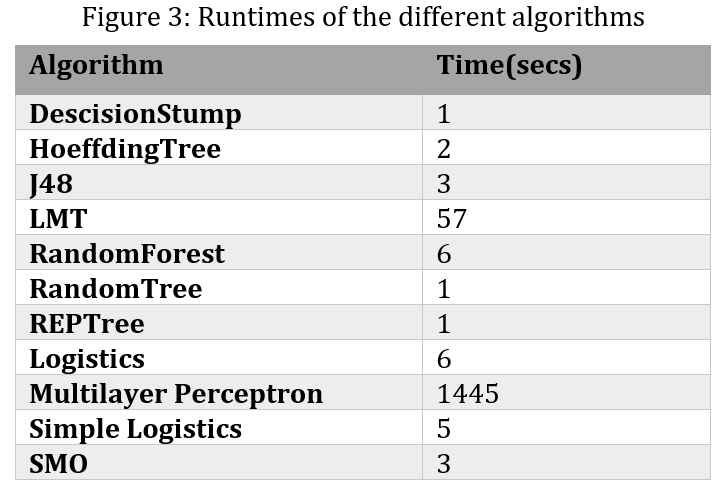 Figure 3: Runtimes of the different algorithms
Algorithm Time(secs)
DescisionStump 1
HoeffdingTree 2
J48 3
LMT 57
RandomForest 6
RandomTree 1
REPTree 1
Logistics 6
Multilayer Perceptron 1445
Simple Logistics 5
SMO 3